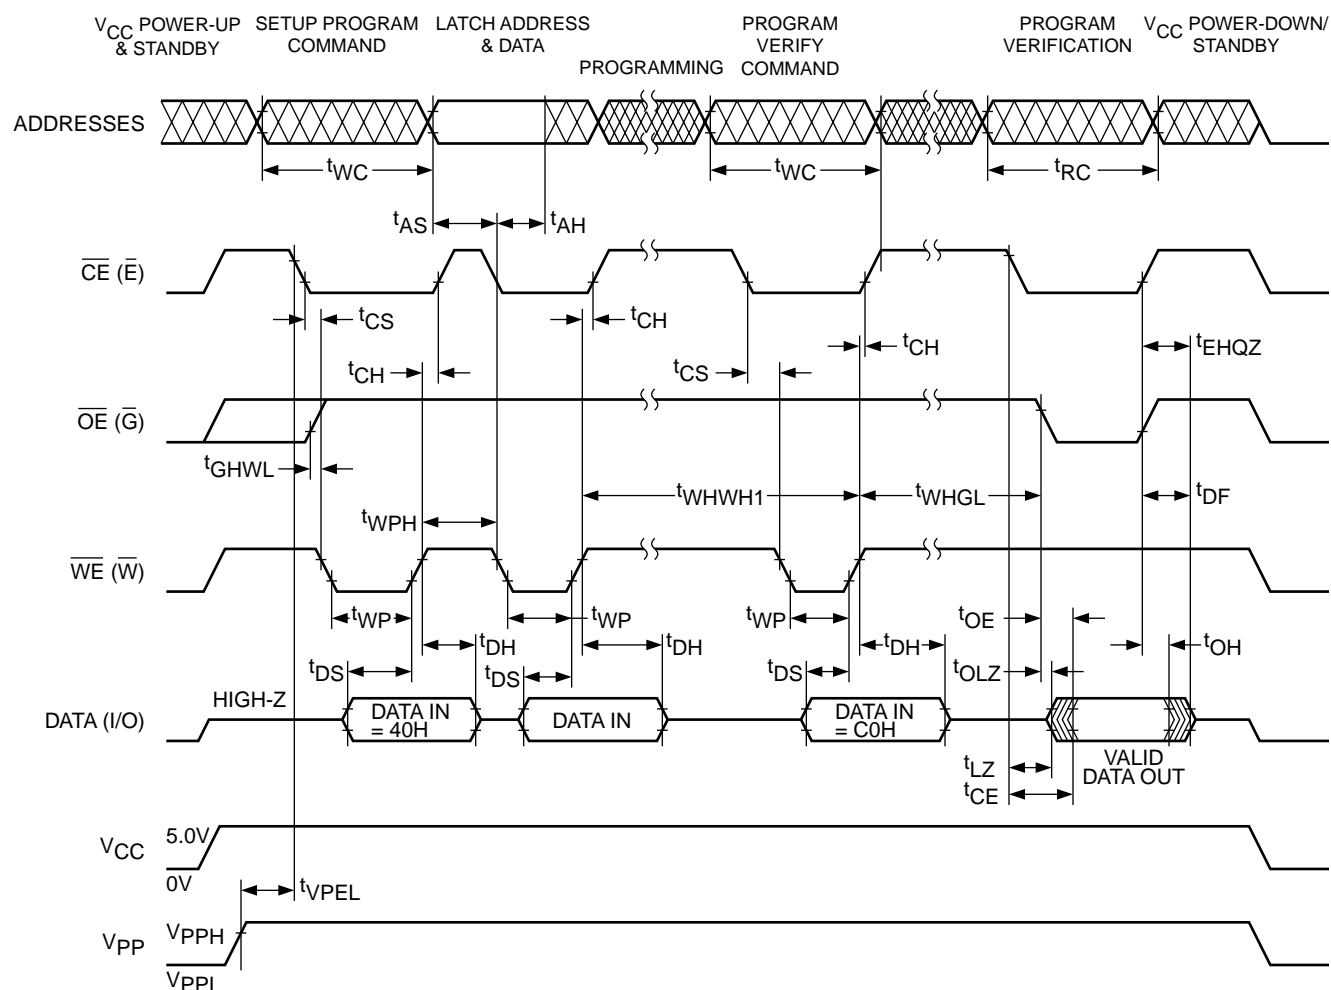 VCC POWER-UP & STANDBY
SETUP PROGRAM COMMAND
LATCH ADDRESS & DATA
PROGRAMMING
PROGRAM VERIFY COMMAND
PROGRAM VERIFICATION
VCC POWER-DOWN/ STANDBY
ADDRESSES
tWC
tWC
tRC
tAS
tAH
CE (E)
tCS
tCH
tCH
tEHQZ
tCH
tCS
OE (G)
tGHWL
tWHWH1
tWHGL
tDF
tWPH
WE (W)
tWP
tWP
tWP
tOE
tDH
tDH
tDH
tOH
tDS
tDS
tDS
tOLZ
HIGH-Z
DATA (I/O)
DATA IN = 40H
DATA IN
DATA IN = C0H
VALID DATA OUT
tLZ
tCE
VCC
5.0V
0V
tVPEL
VPP
VPPH
VPPL